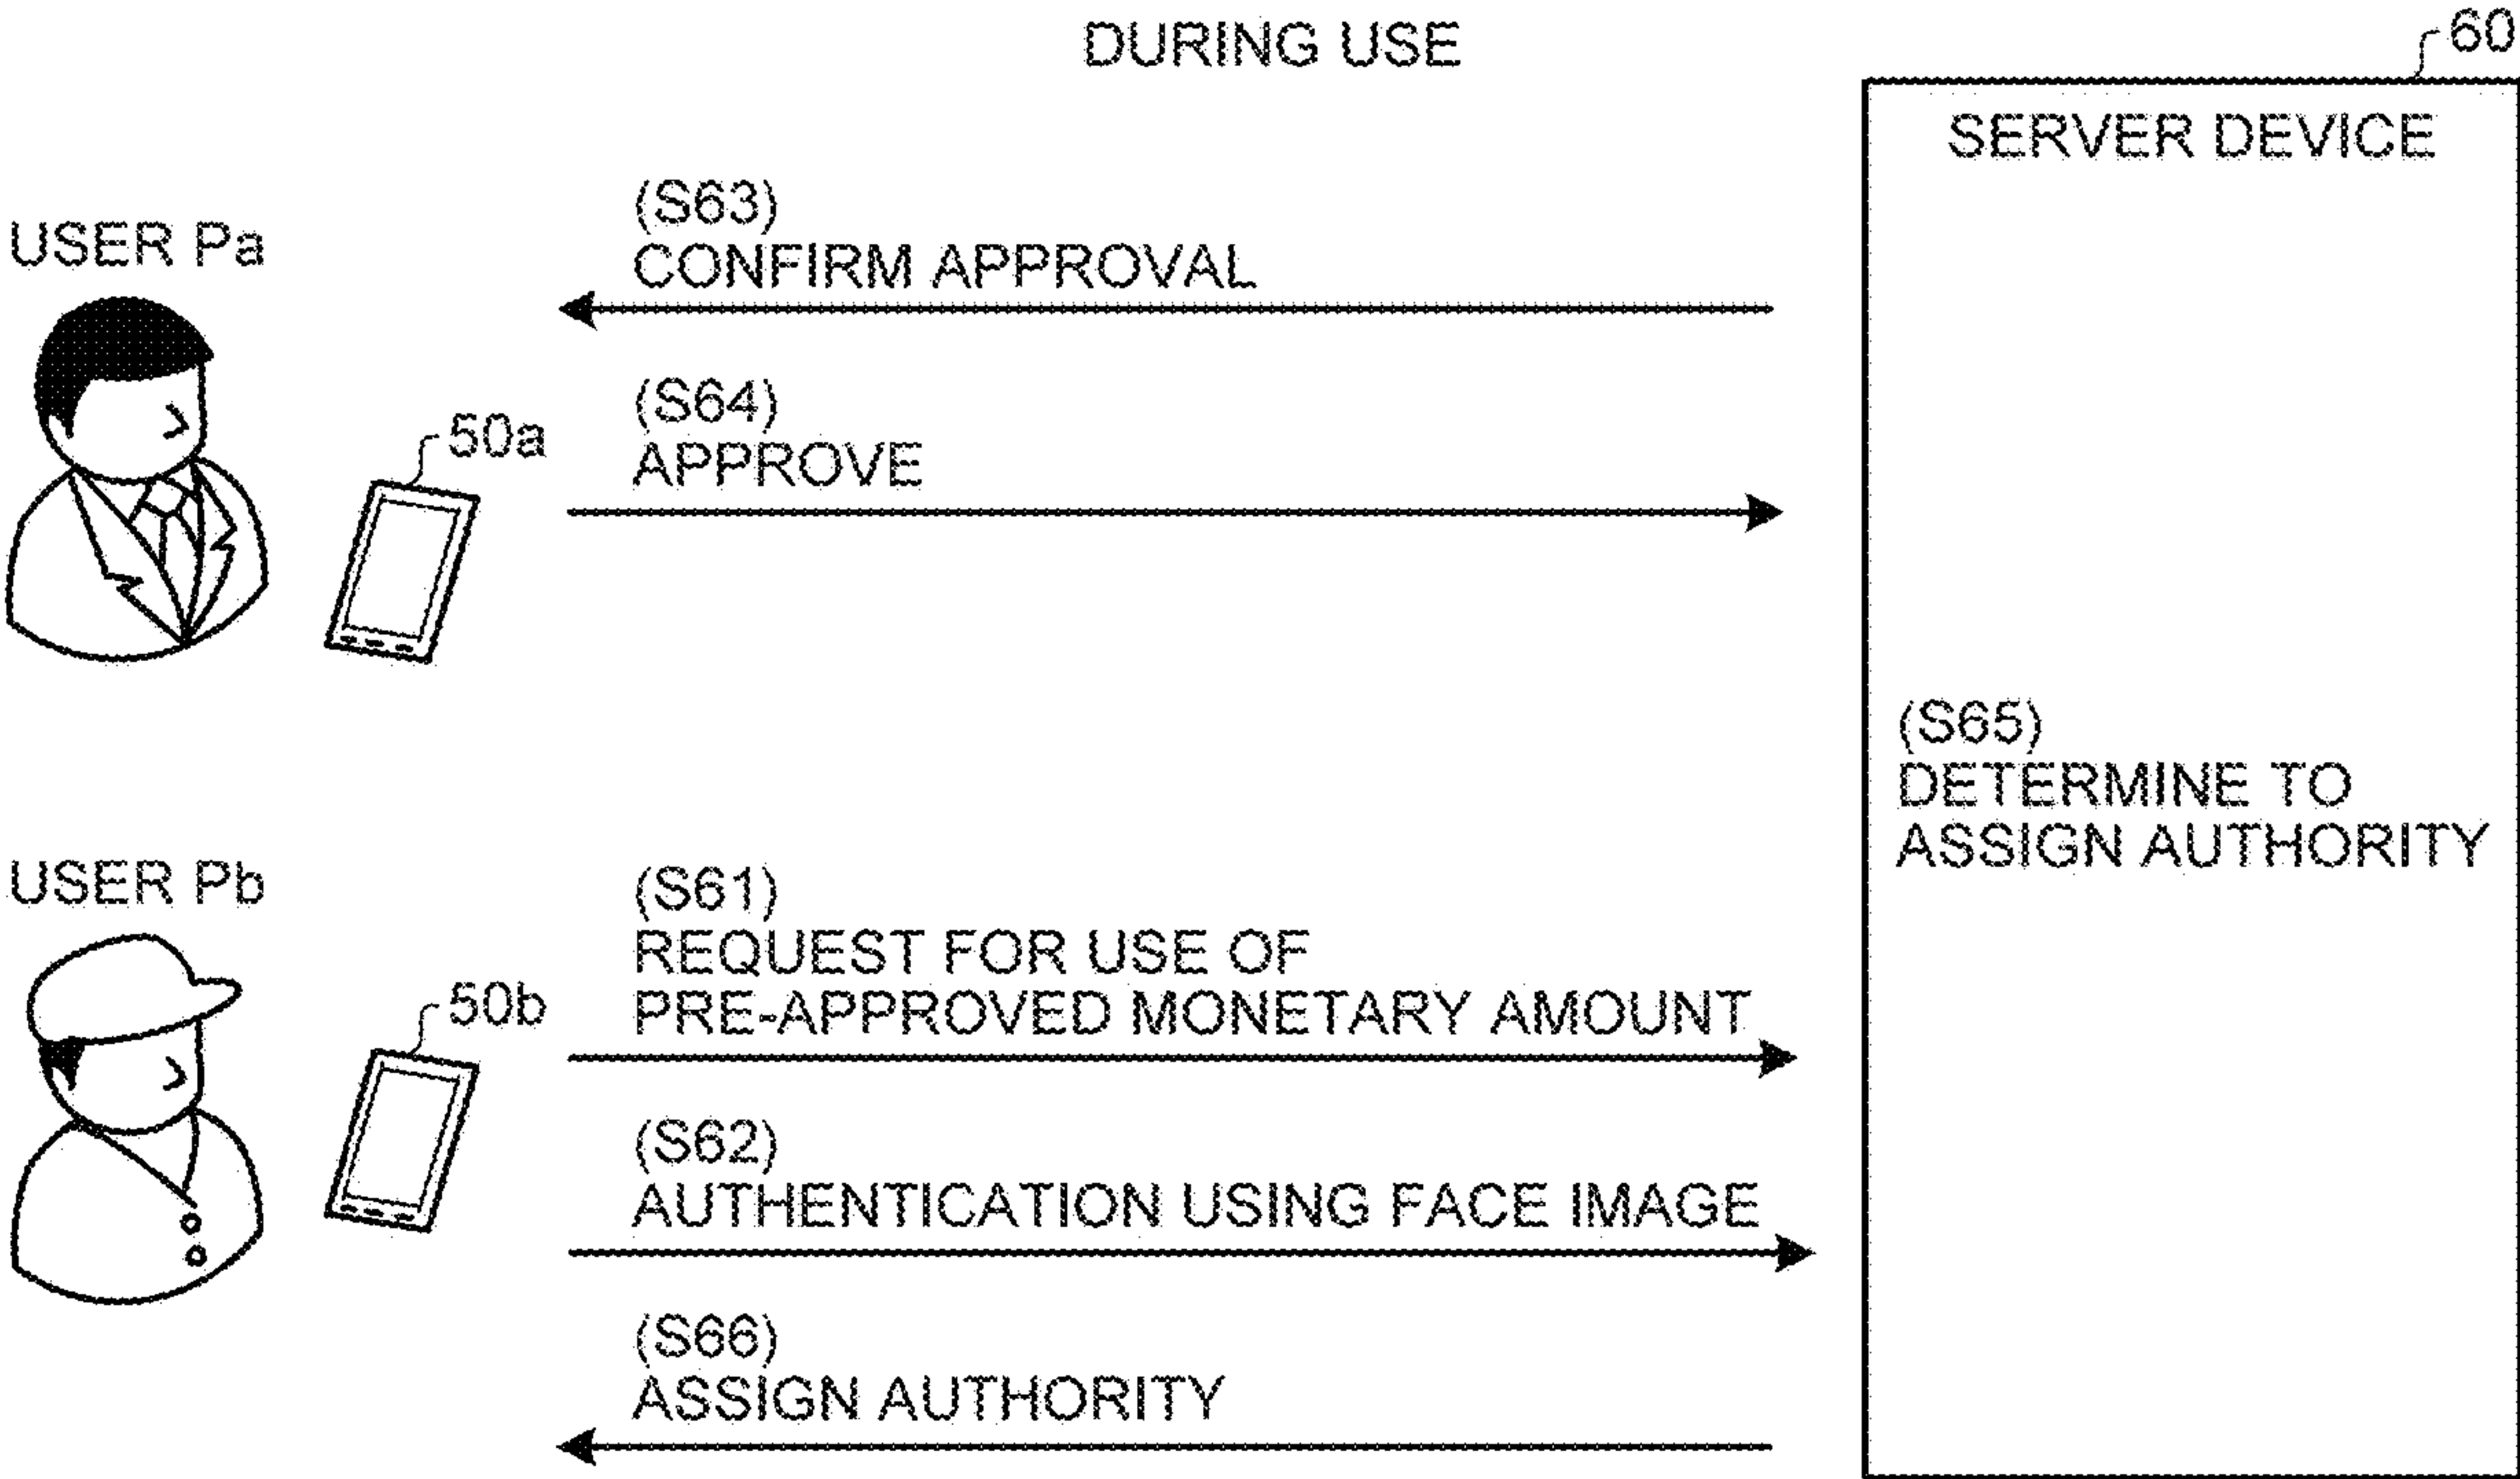 DURING USE
60
SERVER DEVICE
USER Pa
(S63)
CONFIRM APPROVAL
50a
(S64)
APPROVE
(S65)
DETERMINE TO
ASSIGN AUTHORITY
USER Pb
50b
(S61)
REQUEST FOR USE OF
PRE-APPROVED MONETARY AMOUNT
(S62)
AUTHENTICATION USING FACE IMAGE
(S66)
ASSIGN AUTHORITY